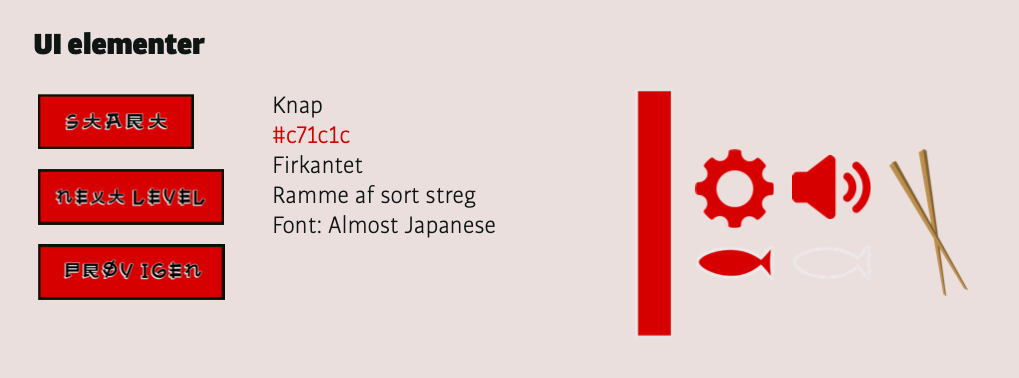 UI elementer
START
NEXT LEVEL
PRØV IGEN
Knap
#c71c1c
Firkantet
Ramme af sort streg
Font: Almost Japanese